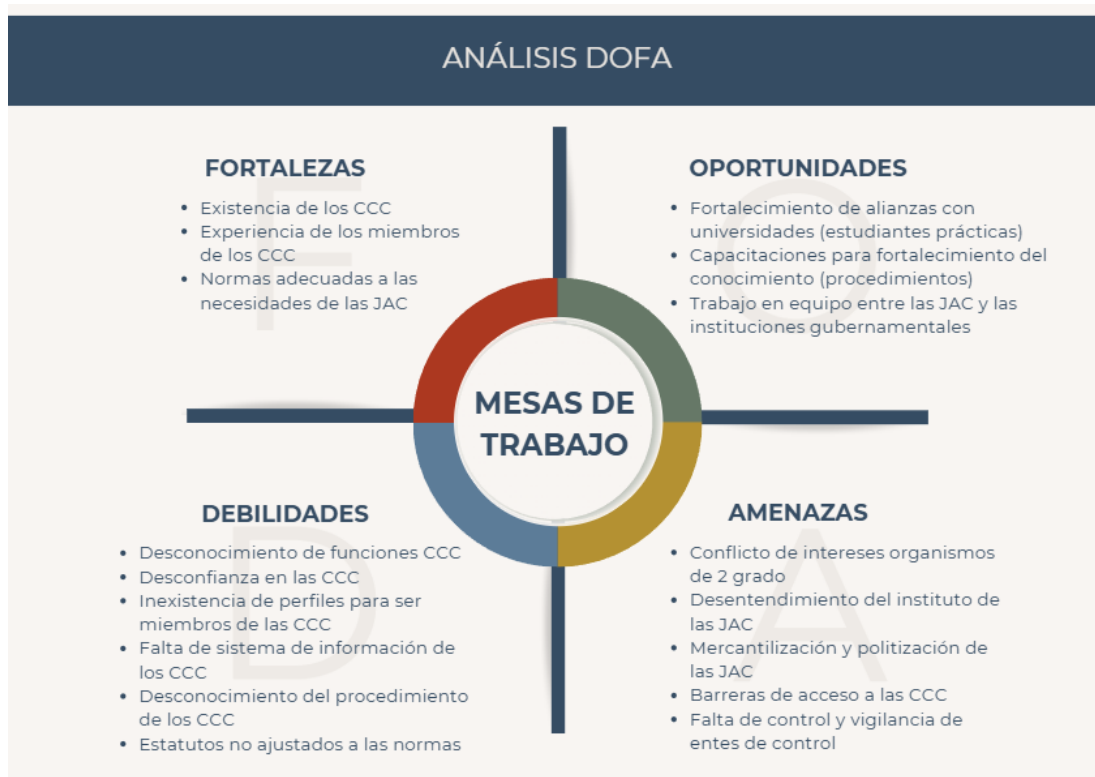 ANÁLISIS DOFA
FORTALEZAS
F
• Existencia de los CCC
• Experiencia de los miembros
de los CCC
• Normas adecuadas a las
necesidades de las JAC
OPORTUNIDADES
O
• Fortalecimiento de alianzas con
universidades (estudiantes prácticas)
• Capacitaciones para fortalecimiento del
conocimiento (procedimientos)
• Trabajo en equipo entre las JAC y las
instituciones gubernamentales
MESAS DE
TRABAJO
DEBILIDADES
D
• Desconocimiento de funciones CCC
• Desconfianza en las CCC
• Inexistencia de perfiles para ser
miembros de las CCC
• Falta de sistema de información de
los CCC
• Desconocimiento del procedimiento
de los CCC
• Estatutos no ajustados a las normas
AMENAZAS
A
• Conflicto de intereses organismos
de 2 grado
• Desentendimiento del instituto de
las JAC
• Mercantilización y politización de
las JAC
• Barreras de acceso a las CCC
• Falta de control y vigilancia de
entes de control